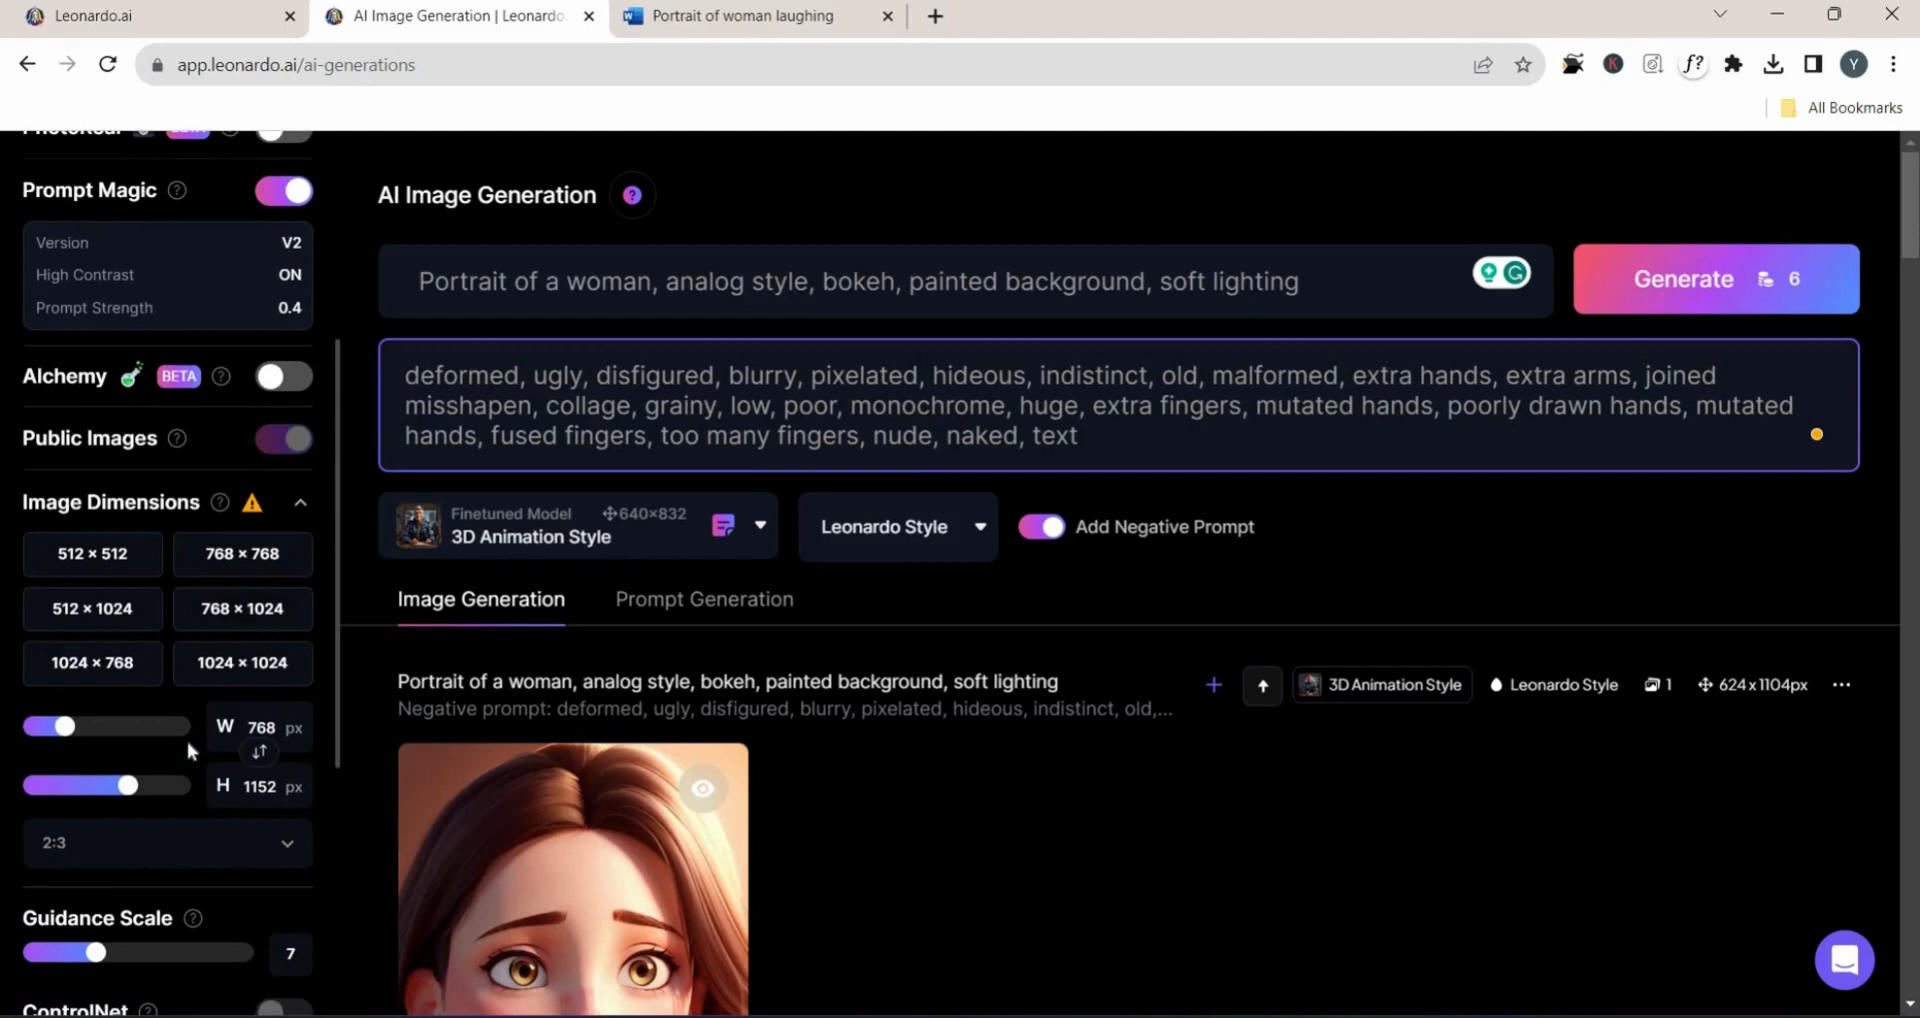 Leonardo.ai
AI Image Generation | Leonardo.
Portrait of woman laughing
app.leonardo.ai/ai-generations
f?
K
Y
All Bookmarks
PhotoReal
BETA
Prompt Magic
Version V2
High Contrast ON
Prompt Strength 0.4
Alchemy BETA
Public Images
Image Dimensions
512 × 512 768 × 768
512 × 1024 768 × 1024
1024 × 768 1024 × 1024
W 768 px
H 1152 px
2:3
Guidance Scale
7
ControlNet
AI Image Generation
Portrait of a woman, analog style, bokeh, painted background, soft lighting
Generate 6
deformed, ugly, disfigured, blurry, pixelated, hideous, indistinct, old, malformed, extra hands, extra arms, joined
misshapen, collage, grainy, low, poor, monochrome, huge, extra fingers, mutated hands, poorly drawn hands, mutated
hands, fused fingers, too many fingers, nude, naked, text
Finetuned Model 640×832
3D Animation Style
Leonardo Style
Add Negative Prompt
Image Generation Prompt Generation
Portrait of a woman, analog style, bokeh, painted background, soft lighting
3D Animation Style Leonardo Style 1 624x1104px
Negative prompt: deformed, ugly, disfigured, blurry, pixelated, hideous, indistinct, old,...